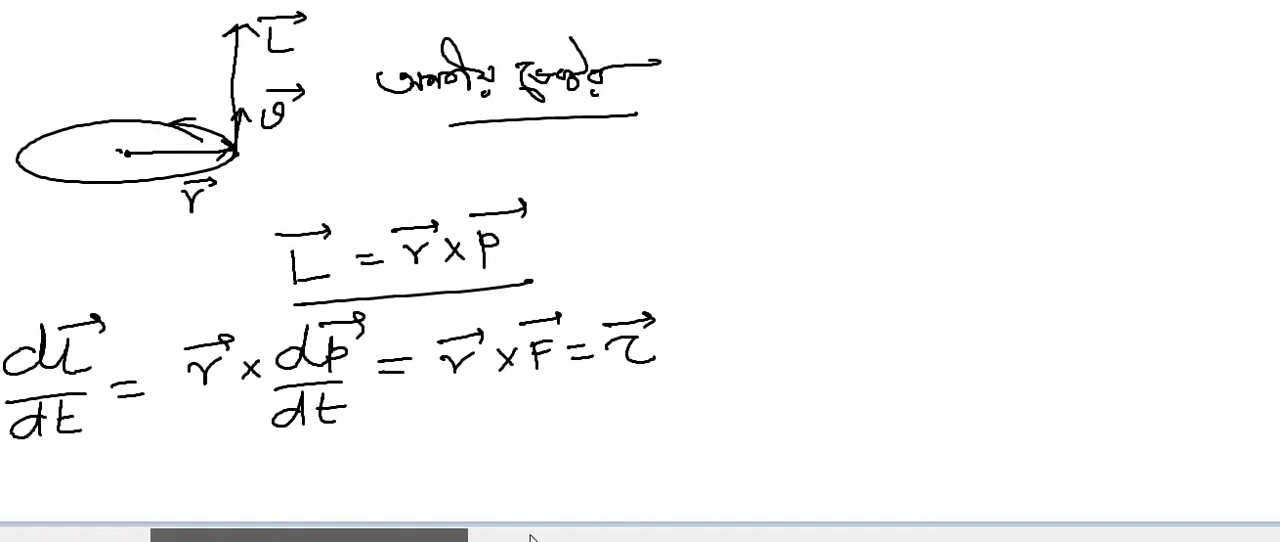 L⃗
ϑ⃗
অক্ষীয় ভেক্টর
r⃗
L⃗ = r⃗ × p⃗
dL⃗/dt = r⃗ × dp⃗/dt = r⃗ × F⃗ = τ⃗